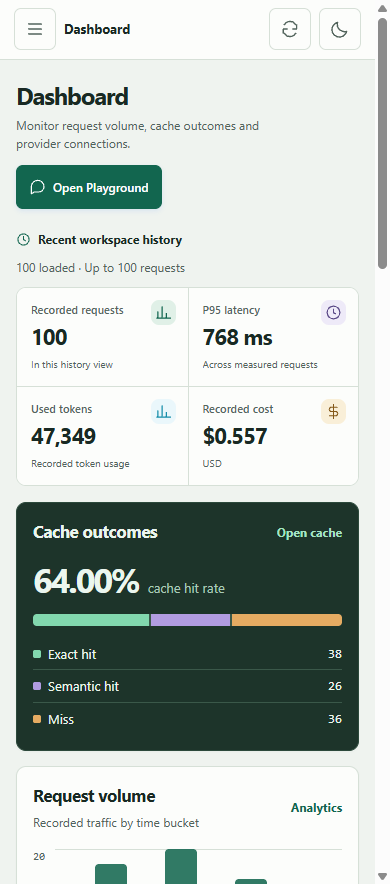 Dashboard
Dashboard
Monitor request volume, cache outcomes and
provider connections.
Open Playground
Recent workspace history
100 loaded · Up to 100 requests
Recorded requests
100
In this history view
P95 latency
768 ms
Across measured requests
Used tokens
47,349
Recorded token usage
Recorded cost
$0.557
USD
Cache outcomes
Open cache
64.00% cache hit rate
Exact hit 38
Semantic hit 26
Miss 36
Request volume
Analytics
Recorded traffic by time bucket
20